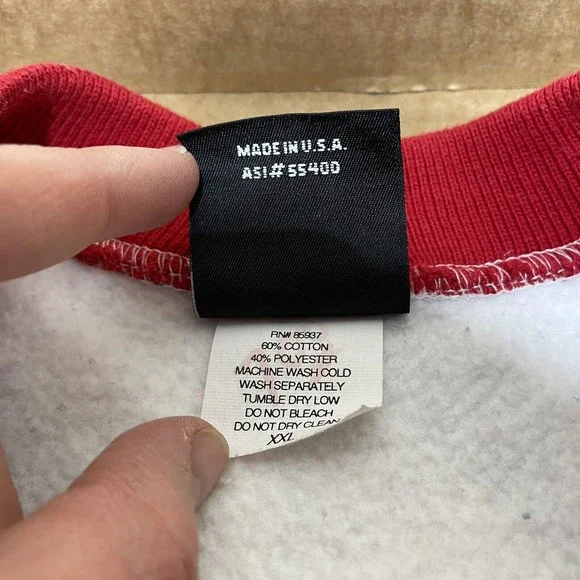 MADE IN U.S.A.
ASI# 55400
RN# 85937
60% COTTON
40% POLYESTER
MACHINE WASH COLD
WASH SEPARATELY
TUMBLE DRY LOW
DO NOT BLEACH
DO NOT DRY CLEAN
XXL